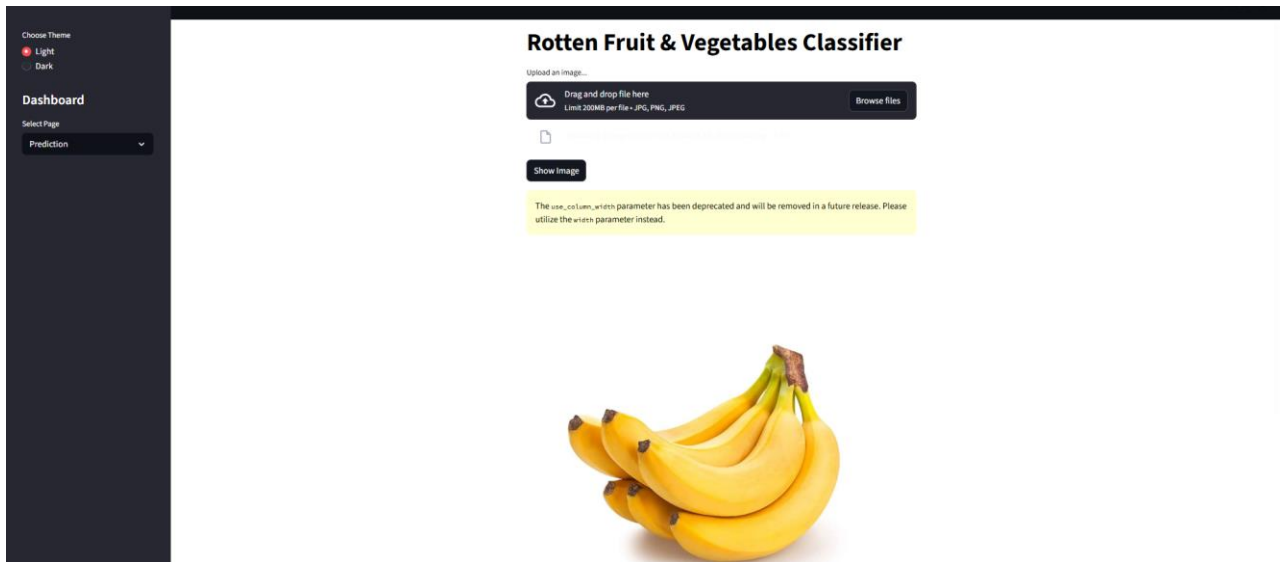 Choose Theme
Light
Dark
Dashboard
Select Page
Prediction
Rotten Fruit & Vegetables Classifier
Upload an image...
Drag and drop file here
Limit 200MB per file • JPG, PNG, JPEG
Browse files
Show Image
The use_column_width parameter has been deprecated and will be removed in a future release. Please
utilize the width parameter instead.